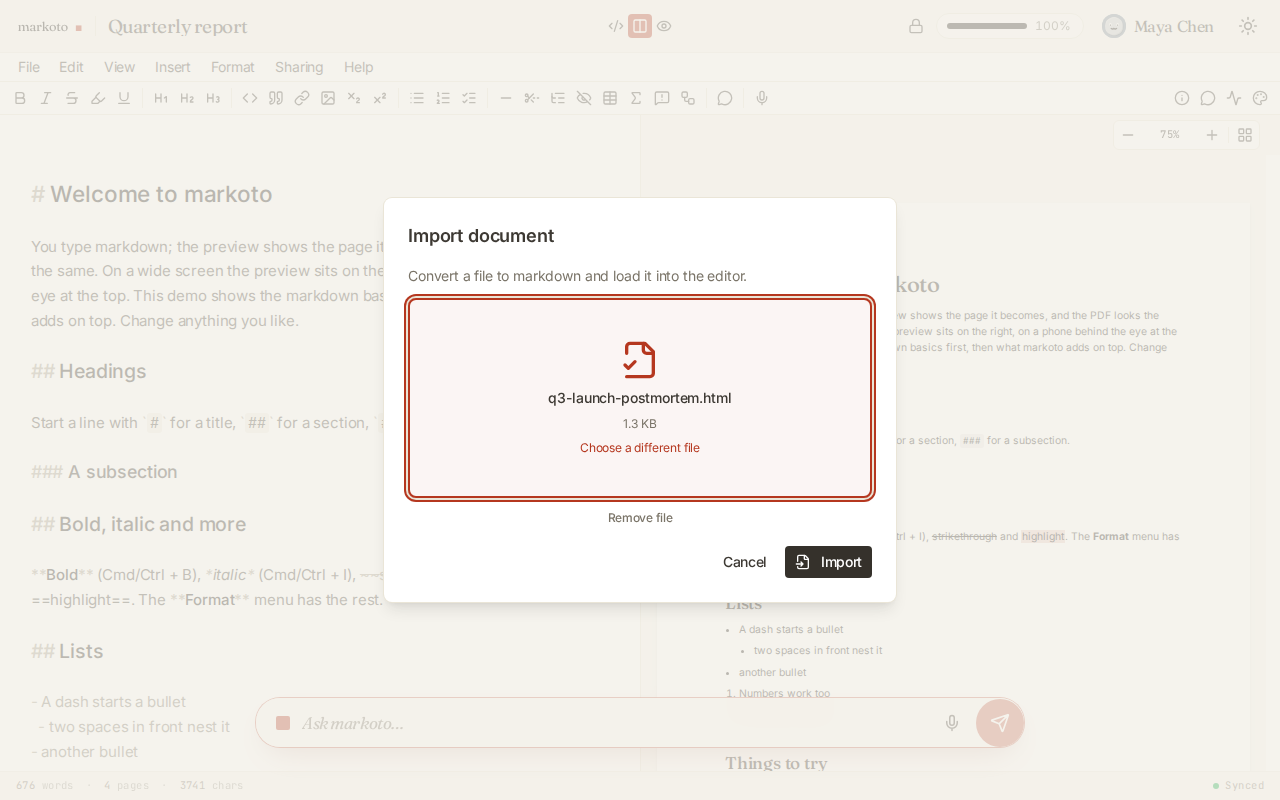 markoto
Quarterly report
100%
Maya Chen
File Edit View Insert Format Sharing Help
H1 H2 H3
75%
# Welcome to markoto
You type markdown; the preview shows the page it
the same. On a wide screen the preview sits on the
eye at the top. This demo shows the markdown bas
adds on top. Change anything you like.
## Headings
Start a line with `#` for a title, `##` for a section, `
### A subsection
## Bold, italic and more
**Bold** (Cmd/Ctrl + B), *italic* (Cmd/Ctrl + I), ~~s
==highlight==. The **Format** menu has the rest.
## Lists
- A dash starts a bullet
- two spaces in front nest it
- another bullet
Import document
Convert a file to markdown and load it into the editor.
q3-launch-postmortem.html
1.3 KB
Choose a different file
Remove file
Cancel
Import
koto
w shows the page it becomes, and the PDF looks the
review sits on the right, on a phone behind the eye at the
wn basics first, then what markoto adds on top. Change
or a section, ### for a subsection.
trl + I), strikethrough and highlight. The Format menu has
Lists
• A dash starts a bullet
• two spaces in front nest it
• another bullet
1. Numbers work too
Things to try
Ask markoto...
676 words · 4 pages · 3741 chars
Synced